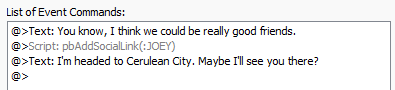 List of Event Commands:
@>Text: You know, I think we could be really good friends.
@>Script: pbAddSocialLink(:JOEY)
@>Text: I'm headed to Cerulean City. Maybe I'll see you there?
@>